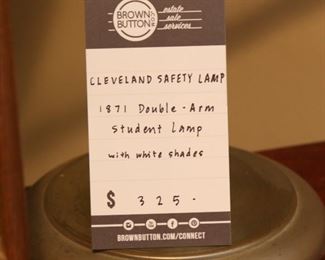 BROWN
BUTTON
estate
sale
services
CLEVELAND SAFETY LAMP
1871 Double-Arm
Student Lamp
with white shades
$ 325-
BROWNBUTTON.COM/CONNECT